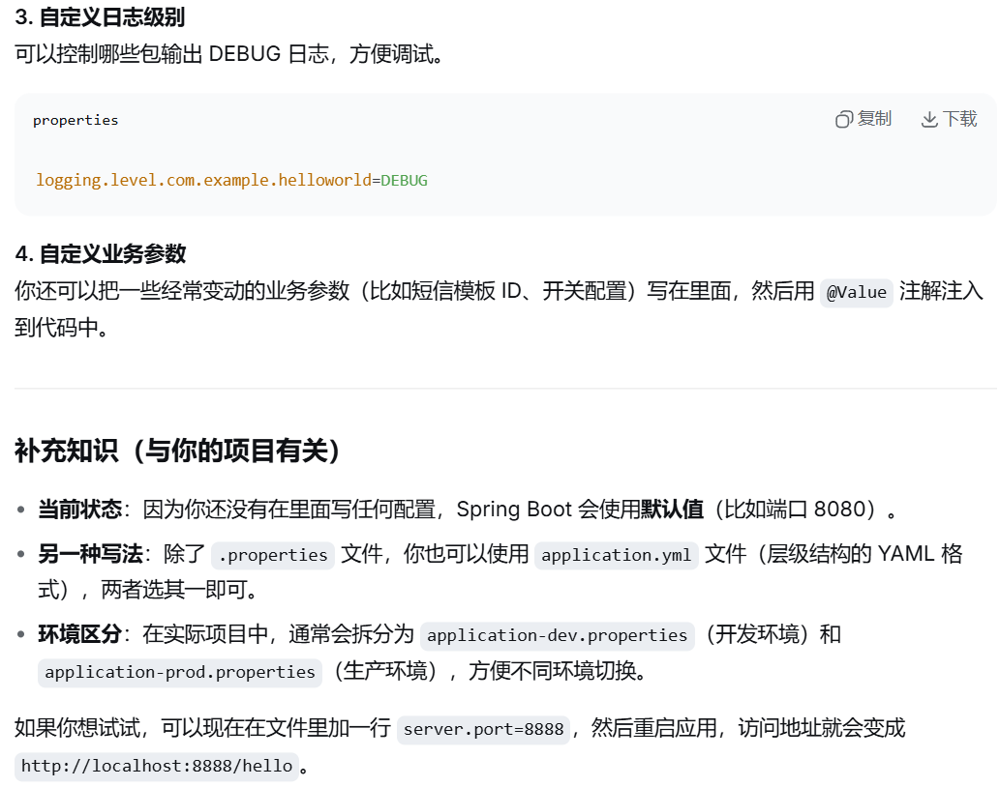 3. 自定义日志级别
可以控制哪些包输出 DEBUG 日志，方便调试。
properties
复制
下载
logging.level.com.example.helloworld=DEBUG
4. 自定义业务参数
你还可以把一些经常变动的业务参数（比如短信模板 ID、开关配置）写在里面，然后用 @Value 注解注入
到代码中。
补充知识（与你的项目有关）
• 当前状态：因为你还没有在里面写任何配置，Spring Boot 会使用默认值（比如端口 8080）。
• 另一种写法：除了 .properties 文件，你也可以使用 application.yml 文件（层级结构的 YAML 格
式），两者选其一即可。
• 环境区分：在实际项目中，通常会拆分为 application-dev.properties（开发环境）和
application-prod.properties（生产环境），方便不同环境切换。
如果你想试试，可以现在在文件里加一行 server.port=8888，然后重启应用，访问地址就会变成
http://localhost:8888/hello。